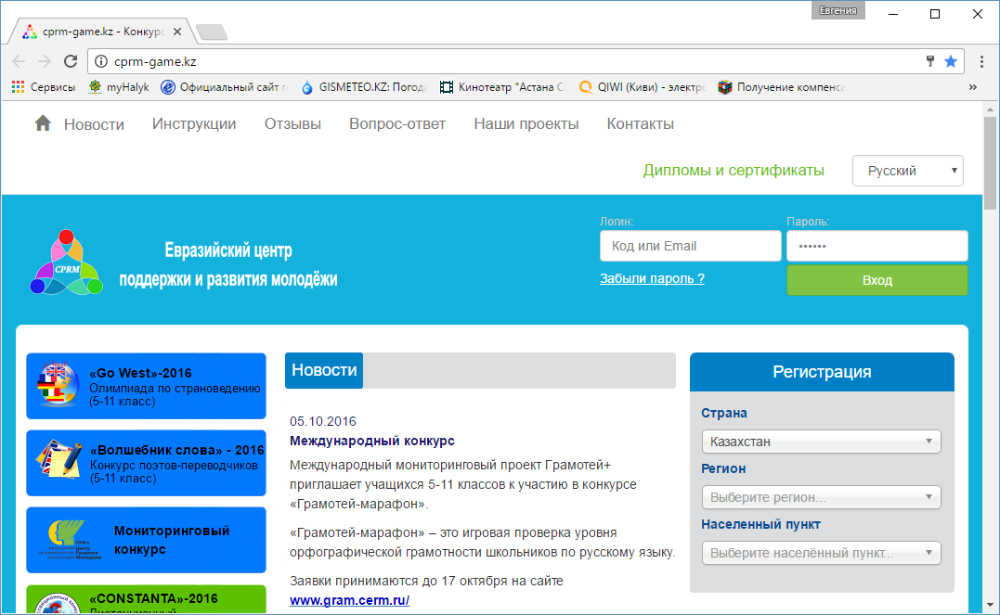 Евгения
cprm-game.kz - Конкурс
cprm-game.kz
Сервисы
myHalyk
Официальный сайт
GISMETEO.KZ: Погода
Кинотеатр "Астана
QIWI (Киви) - электро
Получение компенса
»
Новости
Инструкции
Отзывы
Вопрос-ответ
Наши проекты
Контакты
Дипломы и сертификаты
Русский
CPRM
Евразийский центр
поддержки и развития молодёжи
Логин:
Код или Email
Забыли пароль ?
Пароль:
••••••
Вход
«Go West»-2016
Олимпиада по страноведению
(5-11 класс)
«Волшебник слова» - 2016
Конкурс поэтов-переводчиков
(5-11 класс)
Мониторинговый
конкурс
«CONSTANTA»-2016
Дистанционный
Новости
05.10.2016
Международный конкурс
Международный мониторинговый проект Грамотей+
приглашает учащихся 5-11 классов к участию в конкурсе
«Грамотей-марафон».
«Грамотей-марафон» – это игровая проверка уровня
орфографической грамотности школьников по русскому языку.
Заявки принимаются до 17 октября на сайте
www.gram.cerm.ru/
Регистрация
Страна
Казахстан
Регион
Выберите регион...
Населенный пункт
Выберите населённый пункт...